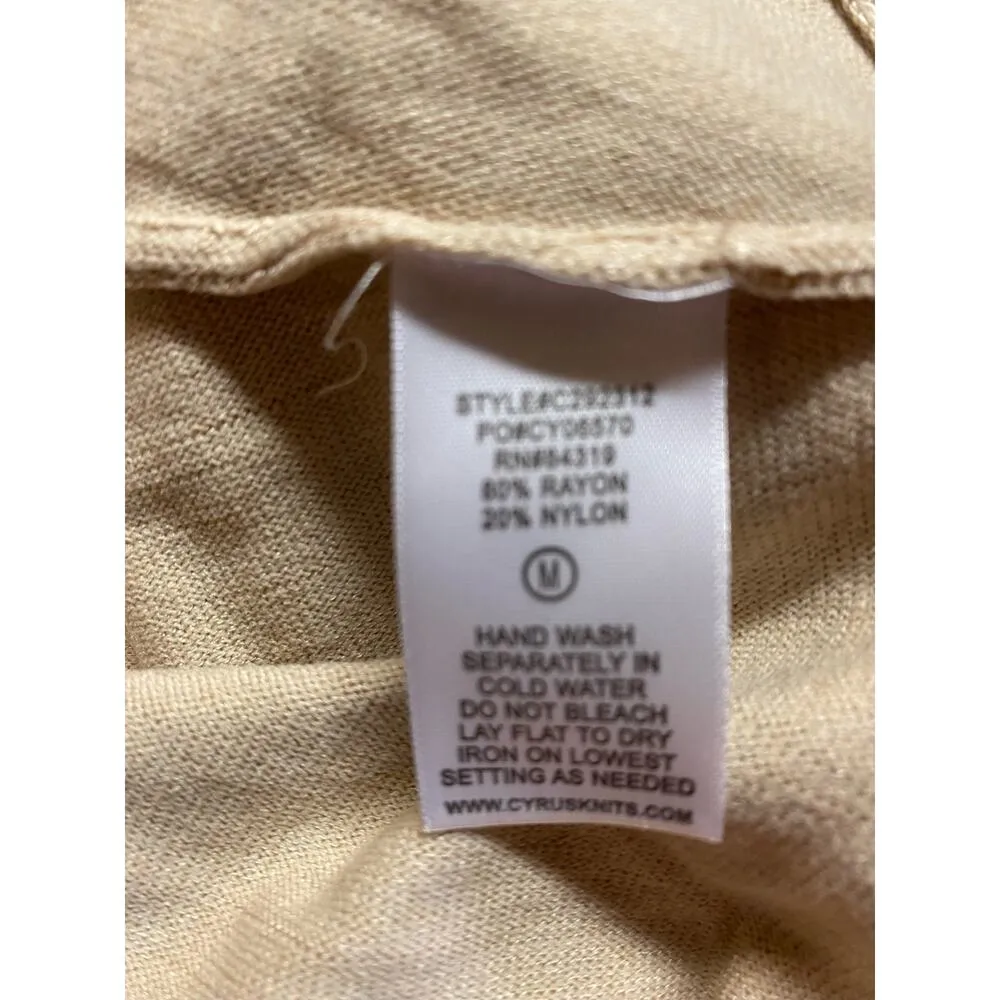 STYLE#C292312
PO#CY06570
RN#84319
80% RAYON
20% NYLON
M
HAND WASH
SEPARATELY IN
COLD WATER
DO NOT BLEACH
LAY FLAT TO DRY
IRON ON LOWEST
SETTING AS NEEDED
WWW.CYRUSKNITS.COM